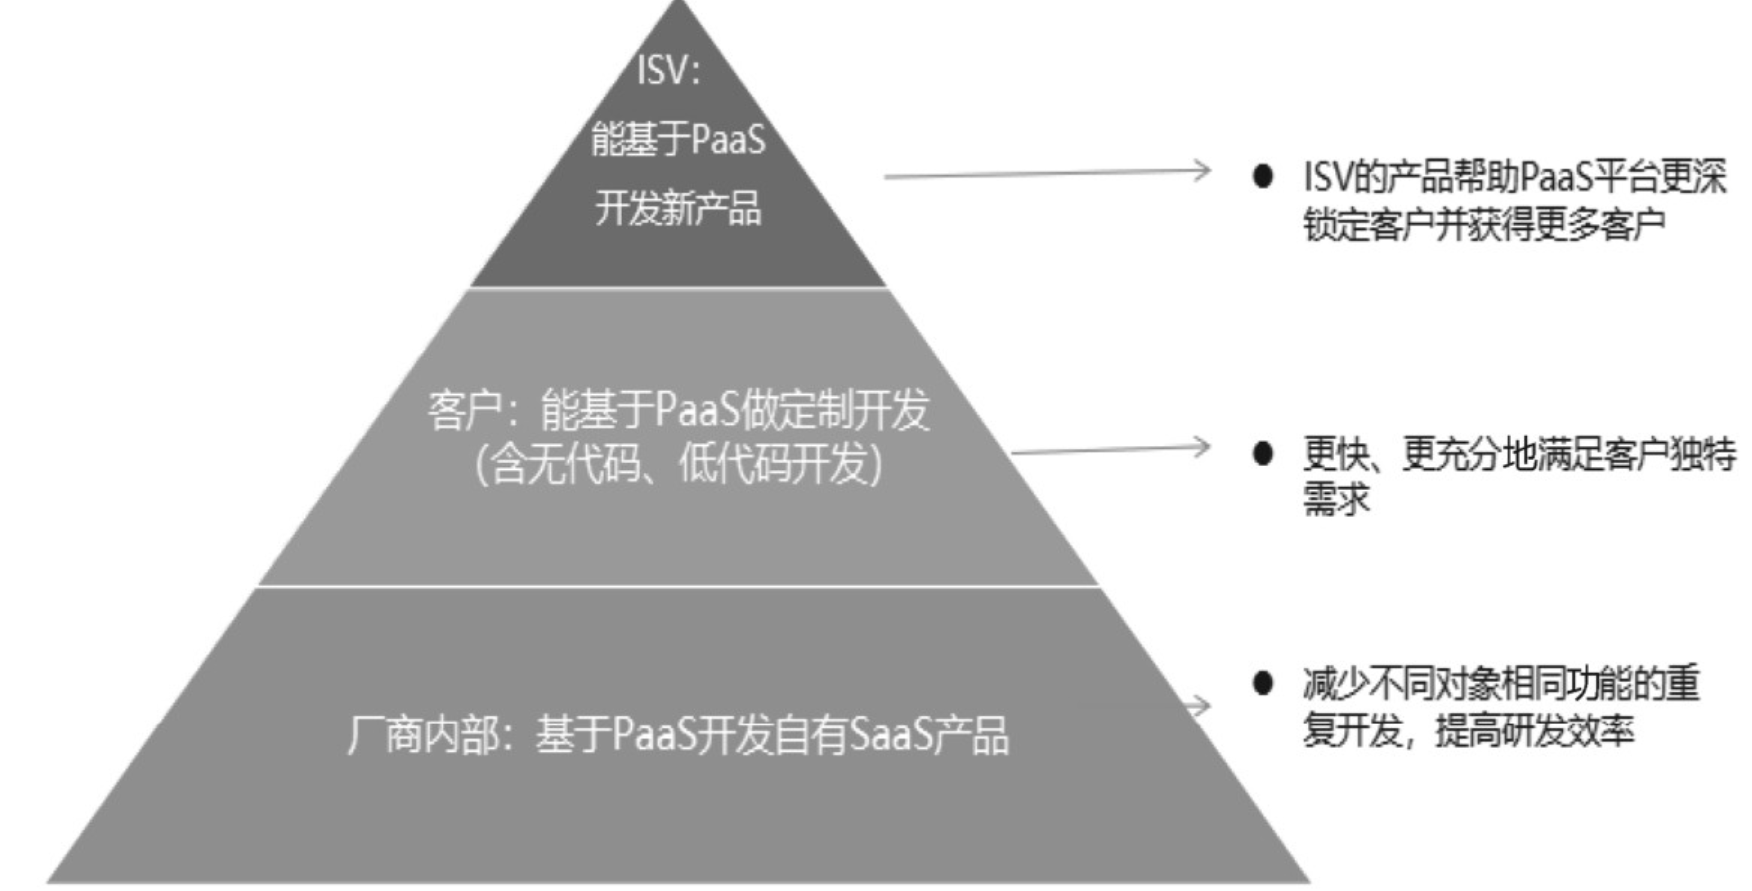 ISV:
能基于PaaS
开发新产品
● ISV的产品帮助PaaS平台更深
锁定客户并获得更多客户
客户：能基于PaaS做定制开发
(含无代码、低代码开发)
● 更快、更充分地满足客户独特
需求
厂商内部：基于PaaS开发自有SaaS产品
● 减少不同对象相同功能的重
复开发，提高研发效率